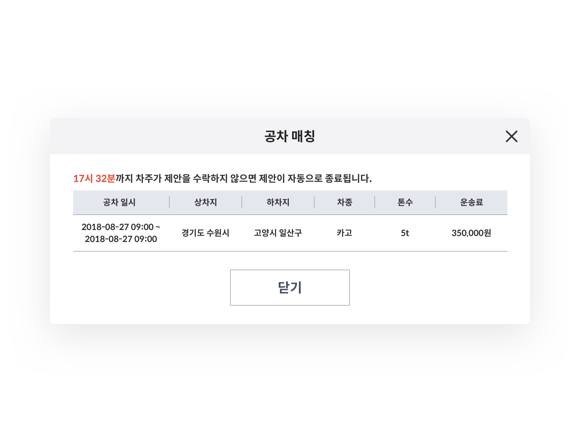 공차 매칭
17시 32분까지 차주가 제안을 수락하지 않으면 제안이 자동으로 종료됩니다.
공차 일시 상차지 하차지 차종 톤수 운송료
2018-08-27 09:00 ~
2018-08-27 09:00 경기도 수원시 고양시 일산구 카고 5t 350,000원
닫기